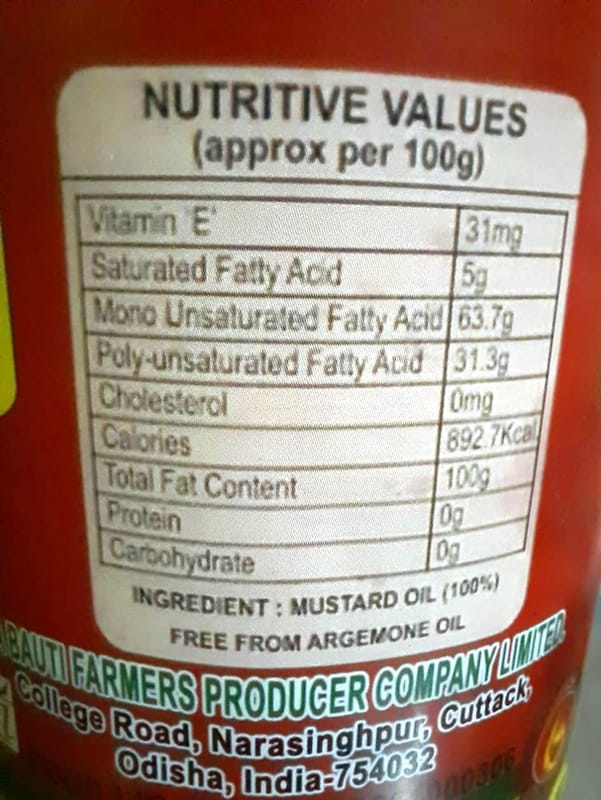 NUTRITIVE VALUES
(approx per 100g)
Vitamin 'E' 31mg
Saturated Fatty Acid 5g
Mono Unsaturated Fatty Acid 63.7g
Poly-unsaturated Fatty Acid 31.3g
Cholesterol 0mg
Calories 892.7Kcal
Total Fat Content 100g
Protein 0g
Carbohydrate 0g
INGREDIENT : MUSTARD OIL (100%)
FREE FROM ARGEMONE OIL
BAUTI FARMERS PRODUCER COMPANY LIMITED
College Road, Narasinghpur, Cuttack,
Odisha, India-754032